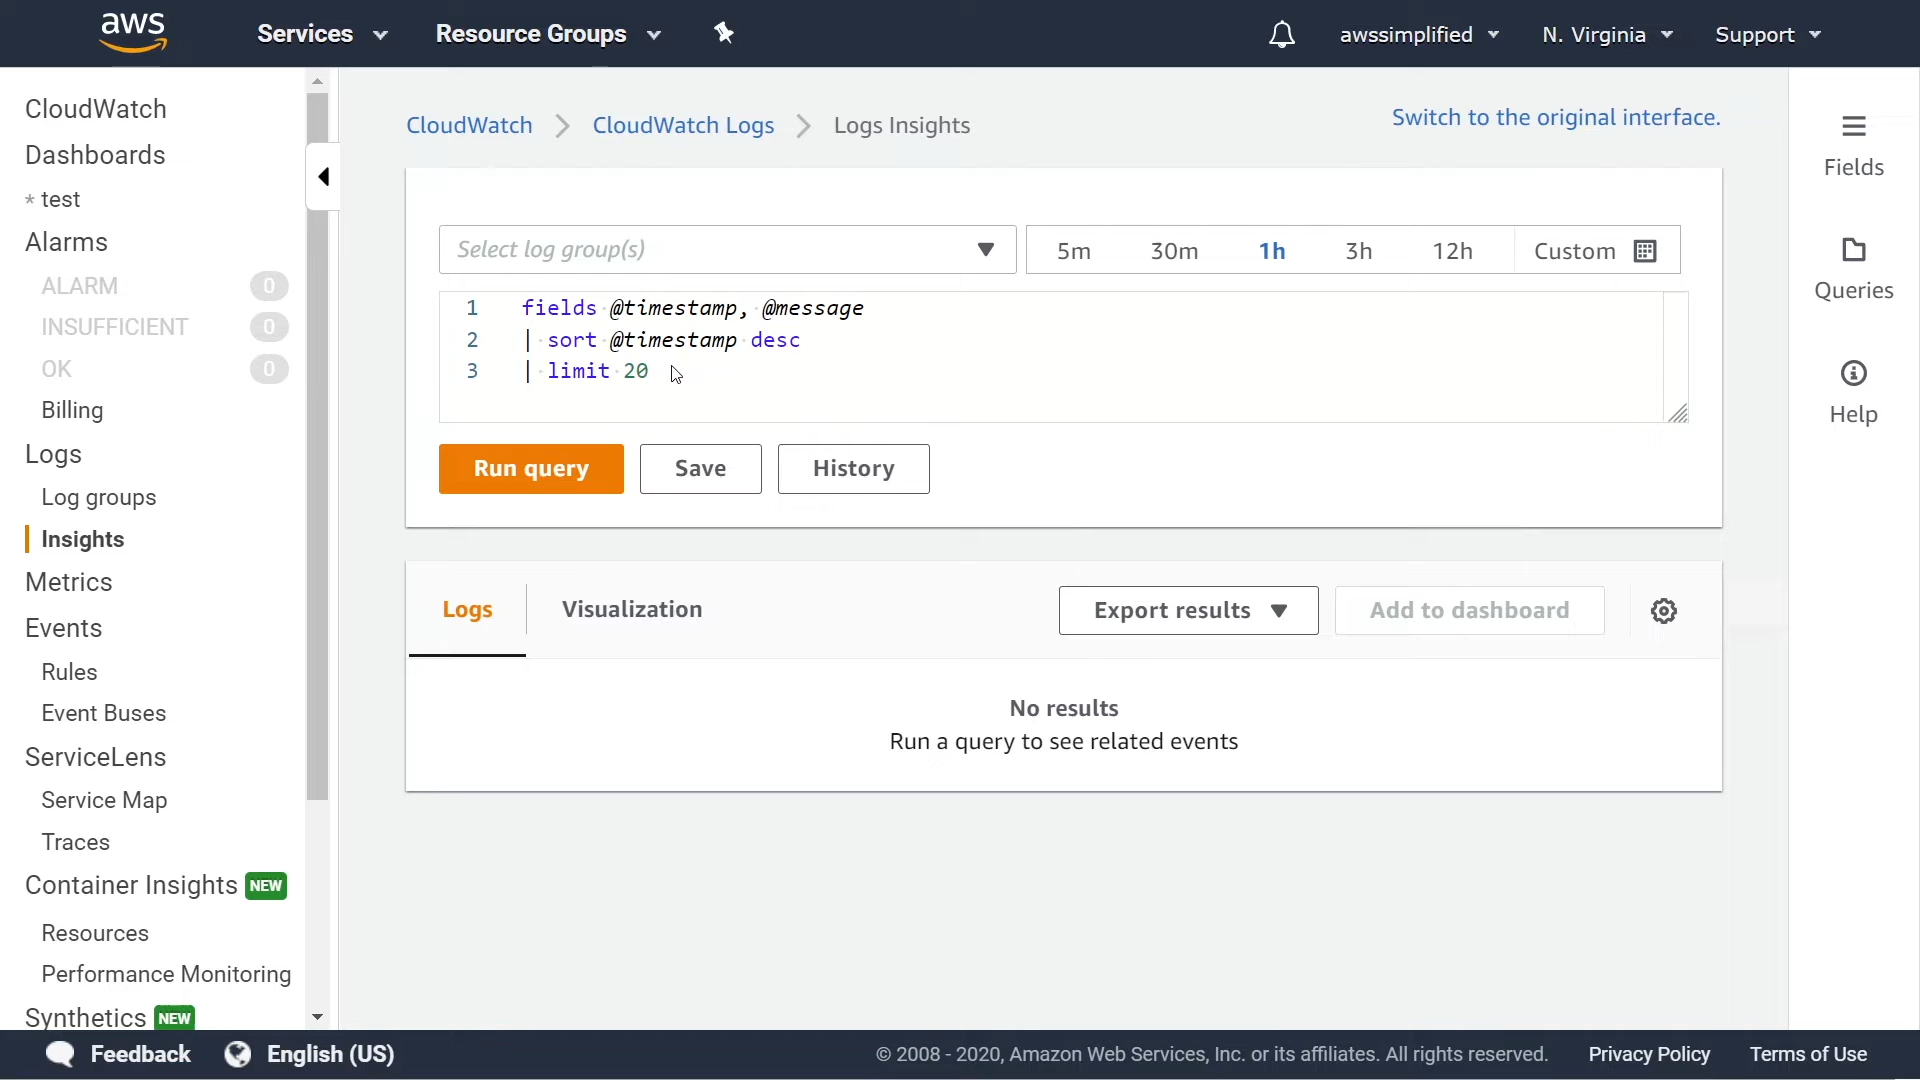 aws
Services
Resource Groups
awssimplified
N. Virginia
Support
CloudWatch
Dashboards
* test
Alarms
ALARM 0
INSUFFICIENT 0
OK 0
Billing
Logs
Log groups
Insights
Metrics
Events
Rules
Event Buses
ServiceLens
Service Map
Traces
Container Insights NEW
Resources
Performance Monitoring
Synthetics NEW
CloudWatch
CloudWatch Logs
Logs Insights
Switch to the original interface.
Select log group(s)
5m 30m 1h 3h 12h Custom
1 fields @timestamp, @message
2 | sort @timestamp desc
3 | limit 20
Run query
Save
History
Logs
Visualization
Export results
Add to dashboard
No results
Run a query to see related events
Fields
Queries
Help
Feedback
English (US)
© 2008 - 2020, Amazon Web Services, Inc. or its affiliates. All rights reserved.
Privacy Policy
Terms of Use